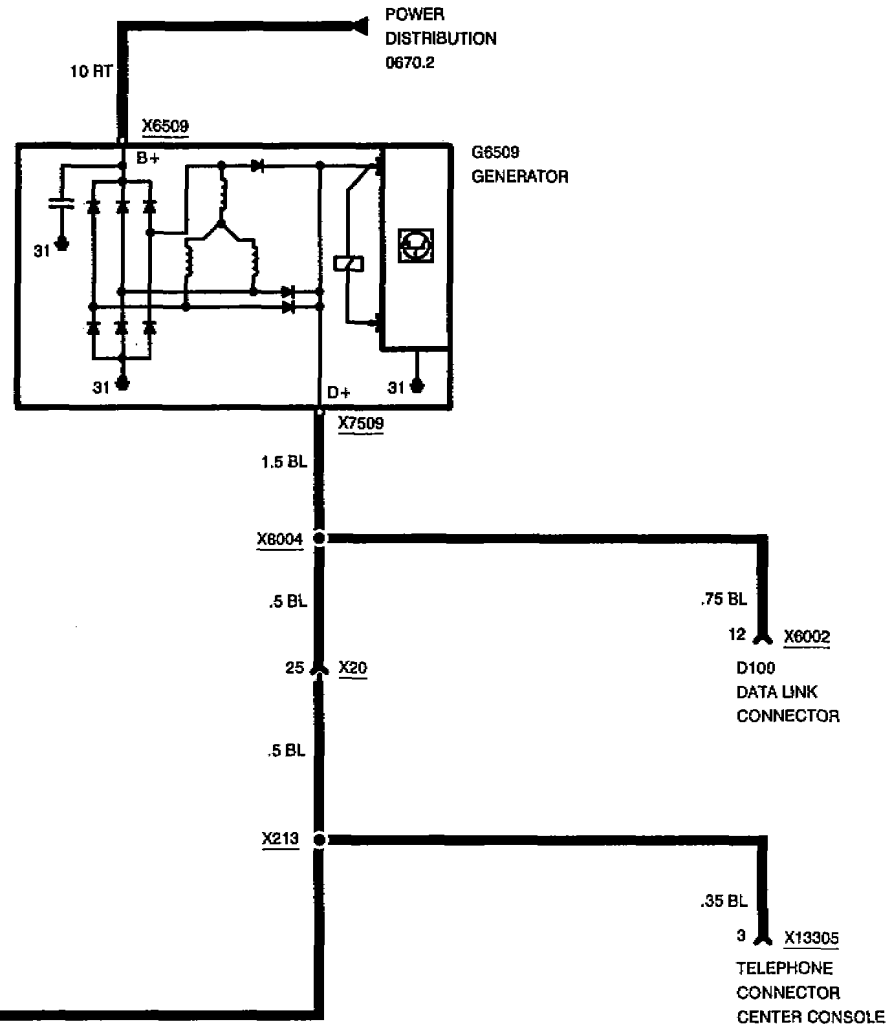 POWER
DISTRIBUTION
0670.2
10 RT
X6509
B+
G6509
GENERATOR
31
31
D+
31
X7509
1.5 BL
X6004
.5 BL
.75 BL
12
X6002
25
X20
D100
DATA LINK
CONNECTOR
.5 BL
X213
.35 BL
3
X13305
TELEPHONE
CONNECTOR
CENTER CONSOLE